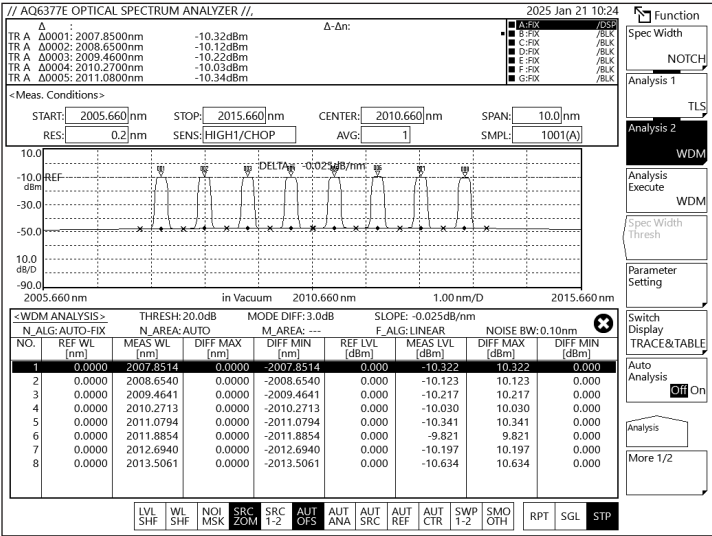 // AQ6377E OPTICAL SPECTRUM ANALYZER //, 2025 Jan 21 10:24
Δ : Δ-Δn:
TR A Δ0001: 2007.8500nm -10.32dBm
TR A Δ0002: 2008.6500nm -10.12dBm
TR A Δ0003: 2009.4600nm -10.22dBm
TR A Δ0004: 2010.2700nm -10.03dBm
TR A Δ0005: 2011.0800nm -10.34dBm
A:FIX /DSP
B:FIX /BLK
C:FIX /BLK
D:FIX /BLK
E :FIX /BLK
F :FIX /BLK
G:FIX /BLK
<Meas. Conditions>
START: 2005.660 nm STOP: 2015.660 nm CENTER: 2010.660 nm SPAN: 10.0 nm
RES: 0.2 nm SENS: HIGH1/CHOP AVG: 1 SMPL: 1001(A)
10.0
-10.0 REF
dBm
-30.0
-50.0
10.0
dB/D
-90.0
2005.660 nm in Vacuum 2010.660 nm 1.00 nm/D 2015.660 nm
<WDM ANALYSIS> THRESH:20.0dB MODE DIFF:3.0dB SLOPE: -0.025dB/nm
N_ALG:AUTO-FIX N_AREA:AUTO M_AREA: --- F_ALG:LINEAR NOISE BW:0.10nm
NO. REF WL MEAS WL DIFF MAX DIFF MIN REF LVL MEAS LVL DIFF MAX DIFF MIN
[nm] [nm] [nm] [nm] [dBm] [dBm] [dBm] [dBm]
1 0.0000 2007.8514 0.0000 -2007.8514 0.000 -10.322 10.322 0.000
2 0.0000 2008.6540 0.0000 -2008.6540 0.000 -10.123 10.123 0.000
3 0.0000 2009.4641 0.0000 -2009.4641 0.000 -10.217 10.217 0.000
4 0.0000 2010.2713 0.0000 -2010.2713 0.000 -10.030 10.030 0.000
5 0.0000 2011.0794 0.0000 -2011.0794 0.000 -10.341 10.341 0.000
6 0.0000 2011.8854 0.0000 -2011.8854 0.000 -9.821 9.821 0.000
7 0.0000 2012.6940 0.0000 -2012.6940 0.000 -10.197 10.197 0.000
8 0.0000 2013.5061 0.0000 -2013.5061 0.000 -10.634 10.634 0.000
LVL WL NOI SRC SRC AUT AUT AUT AUT AUT SWP SMO
SHF SHF MSK ZOM 1-2 OFS ANA SRC REF CTR 1-2 OTH RPT SGL STP
Function
Spec Width
NOTCH
Analysis 1
TLS
Analysis 2
WDM
Analysis
Execute
WDM
Spec Width
Thresh
Parameter
Setting
Switch
Display
TRACE&TABLE
Auto
Analysis
Off On
Analysis
More 1/2